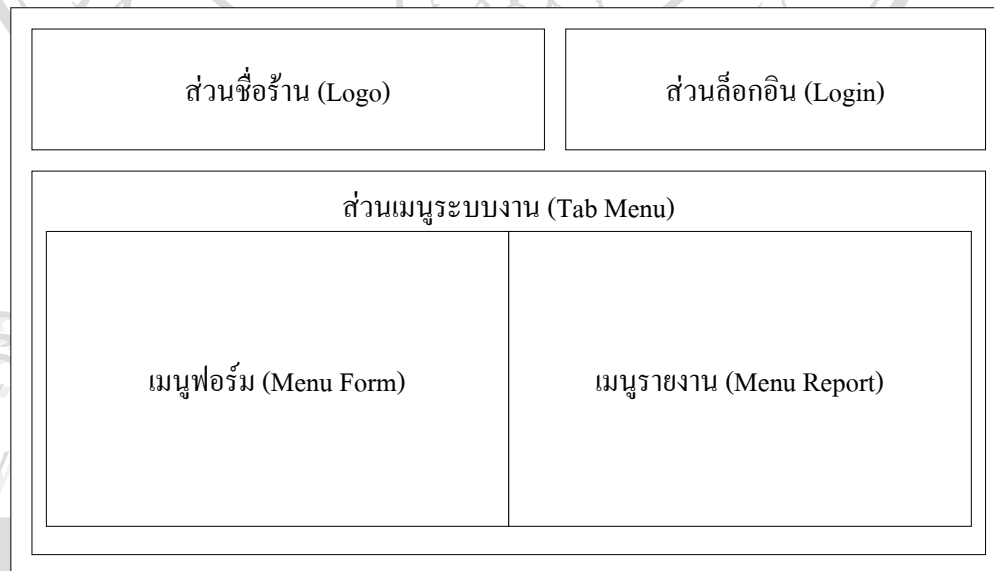 ส่วนชื่อร้าน (Logo)
ส่วนล็อกอิน (Login)
ส่วนเมนูระบบงาน (Tab Menu)
เมนูฟอร์ม (Menu Form)
เมนูรายงาน (Menu Report)